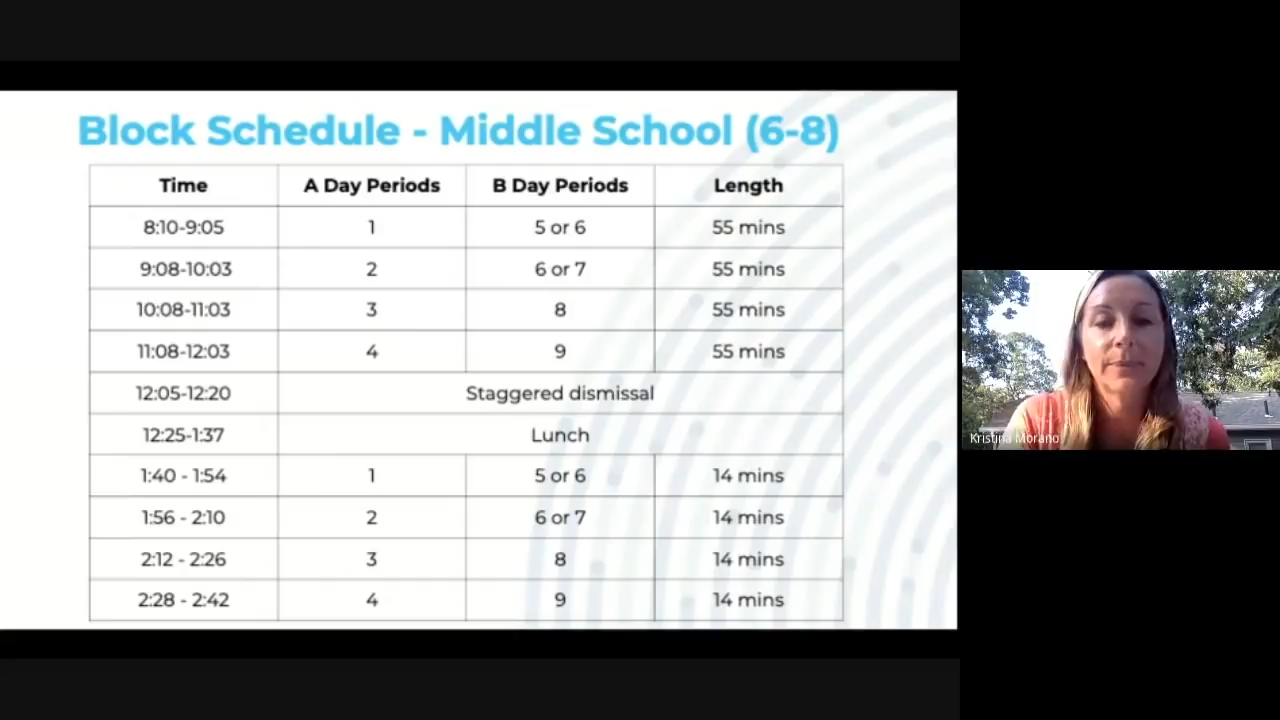 Block Schedule - Middle School (6-8)
Time A Day Periods B Day Periods Length
8:10-9:05 1 5 or 6 55 mins
9:08-10:03 2 6 or 7 55 mins
10:08-11:03 3 8 55 mins
11:08-12:03 4 9 55 mins
12:05-12:20 Staggered dismissal
12:25-1:37 Lunch
1:40 - 1:54 1 5 or 6 14 mins
1:56 - 2:10 2 6 or 7 14 mins
2:12 - 2:26 3 8 14 mins
2:28 - 2:42 4 9 14 mins
Kristina Morano